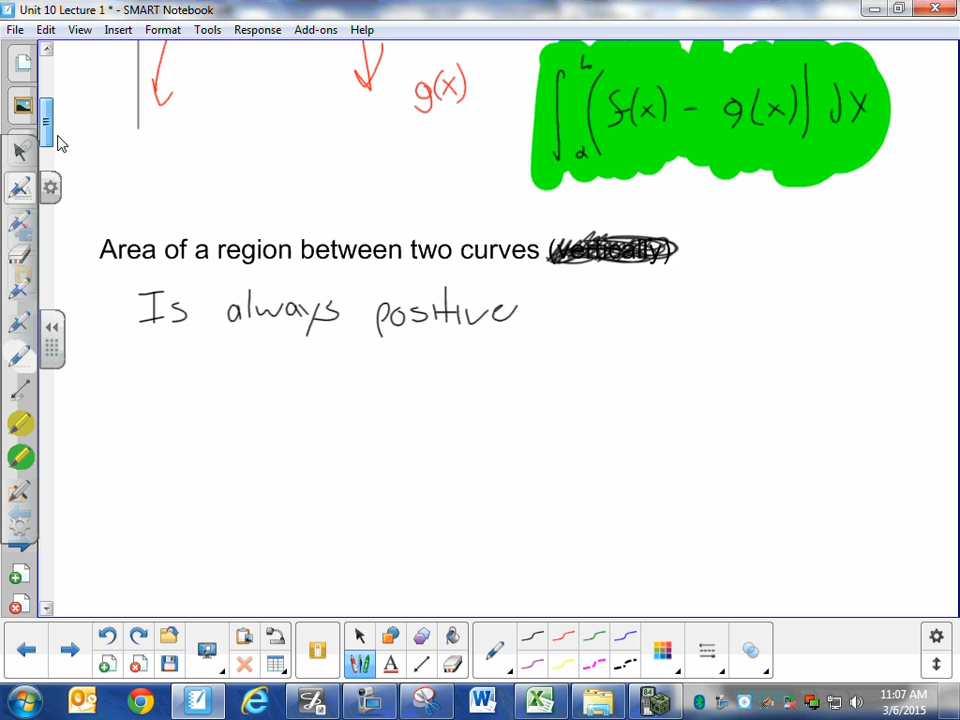 Unit 10 Lecture 1 * - SMART Notebook
File Edit View Insert Format Tools Response Add-ons Help
g(x)
∫ₐᵇ (f(x) - g(x)) dx
Area of a region between two curves (vertically)
Is always positive
11:07 AM
3/6/2015